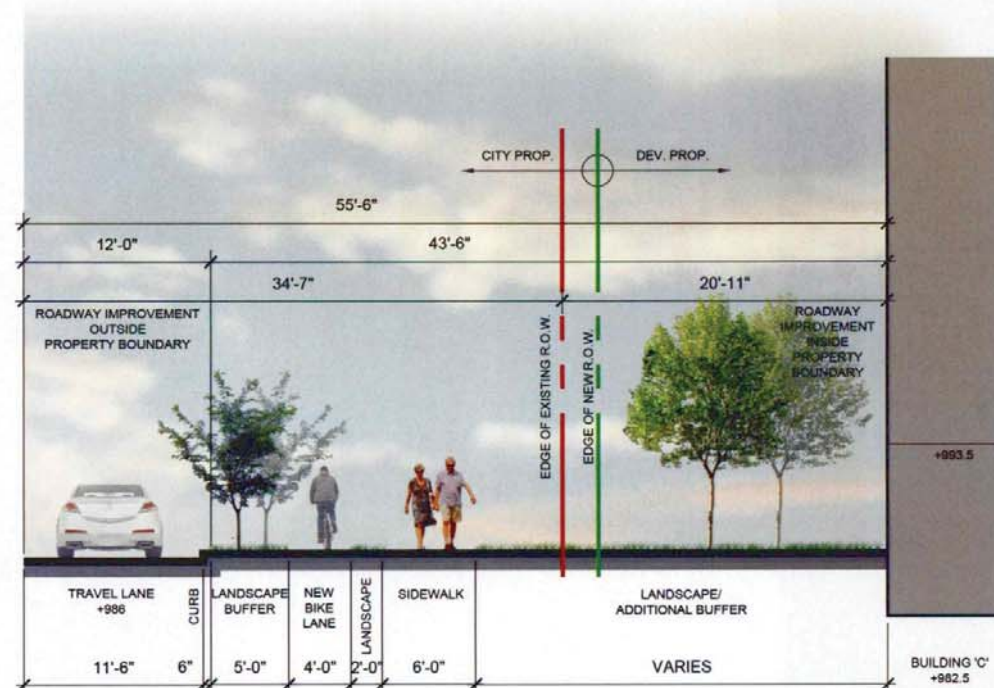 CITY PROP.
DEV. PROP.
55'-6"
12'-0"
43'-6"
34'-7"
20'-11"
ROADWAY IMPROVEMENT
OUTSIDE
PROPERTY BOUNDARY
EDGE OF EXISTING R.O.W.
EDGE OF NEW R.O.W.
ROADWAY
IMPROVEMENT
INSIDE
PROPERTY
BOUNDARY
+993.5
TRAVEL LANE
+986
CURB
LANDSCAPE
BUFFER
NEW
BIKE
LANE
LANDSCAPE
SIDEWALK
LANDSCAPE/
ADDITIONAL BUFFER
11'-6"
6"
5'-0"
4'-0"
2'-0"
6'-0"
VARIES
BUILDING 'C'
+982.5